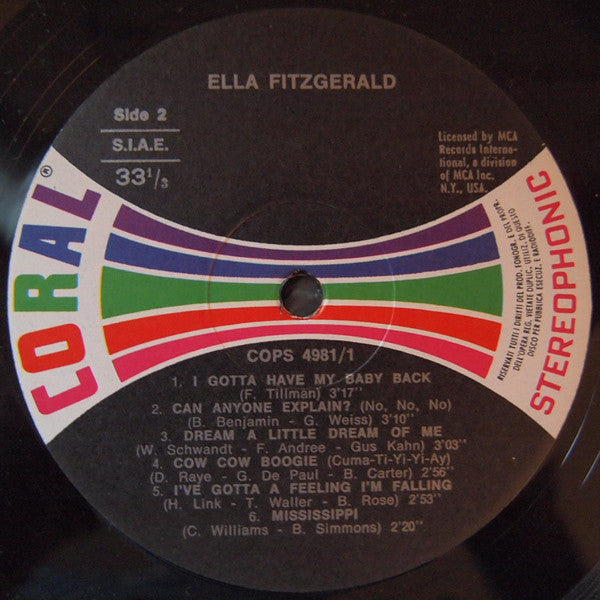 ELLA FITZGERALD
Side 2
S.I.A.E.
33 1/3
Licensed by MCA
Records Interna-
tional, a division
of MCA Inc.
N.Y., USA.
CORAL®
STEREOPHONIC
RISERVATI TUTTI I DIRITTI DEL PROD. FONOGR. E DEL PROPR.
DELL'OPERA REG. VIETATE DUPLIC. UTILIZ. DI QUESTO
DISCO PER PUBBLICA ESECUZ. E RADIODIFF.
COPS 4981/1
1. I GOTTA HAVE MY BABY BACK
(F. Tillman) 3'17''
2. CAN ANYONE EXPLAIN? (No, No, No)
(B. Benjamin - G. Weiss) 3'10''
3. DREAM A LITTLE DREAM OF ME
(W. Schwandt - F. Andree - Gus Kahn) 3'03''
4. COW COW BOOGIE (Cuma-Ti-Yi-Yi-Ay)
(D. Raye - G. De Paul - B. Carter) 2'56''
5. I'VE GOTTA A FEELING I'M FALLING
(H. Link - T. Waller - B. Rose) 2'53''
6. MISSISSIPPI
(C. Williams - B. Simmons) 2'20''